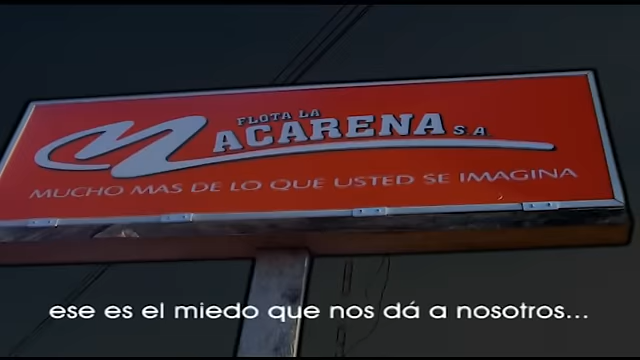 FLOTA LA
MACARENA S.A.
MUCHO MAS DE LO QUE USTED SE IMAGINA
ese es el miedo que nos dá a nosotros...